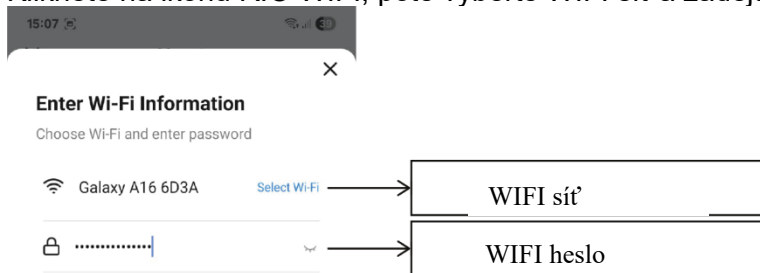 15:07
Enter Wi-Fi Information
Choose Wi-Fi and enter password
Galaxy A16 6D3A Select Wi-Fi WIFI síť
••••••••••••••• WIFI heslo